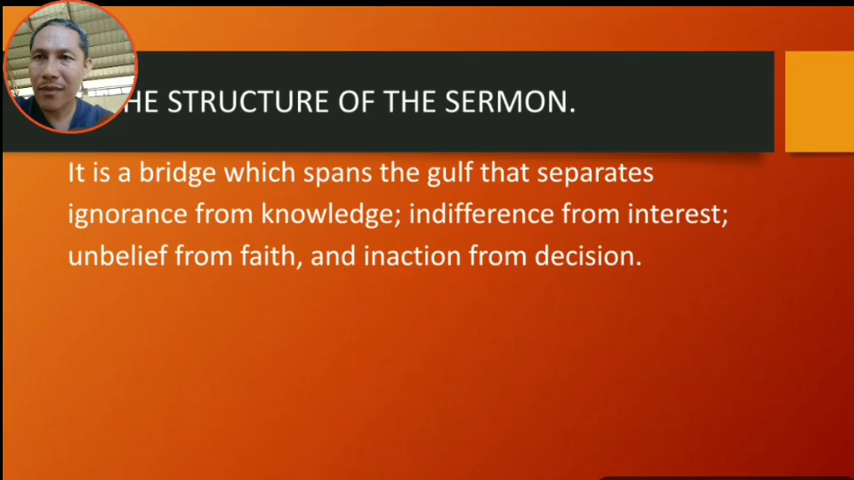 HE STRUCTURE OF THE SERMON.
It is a bridge which spans the gulf that separates
ignorance from knowledge; indifference from interest;
unbelief from faith, and inaction from decision.